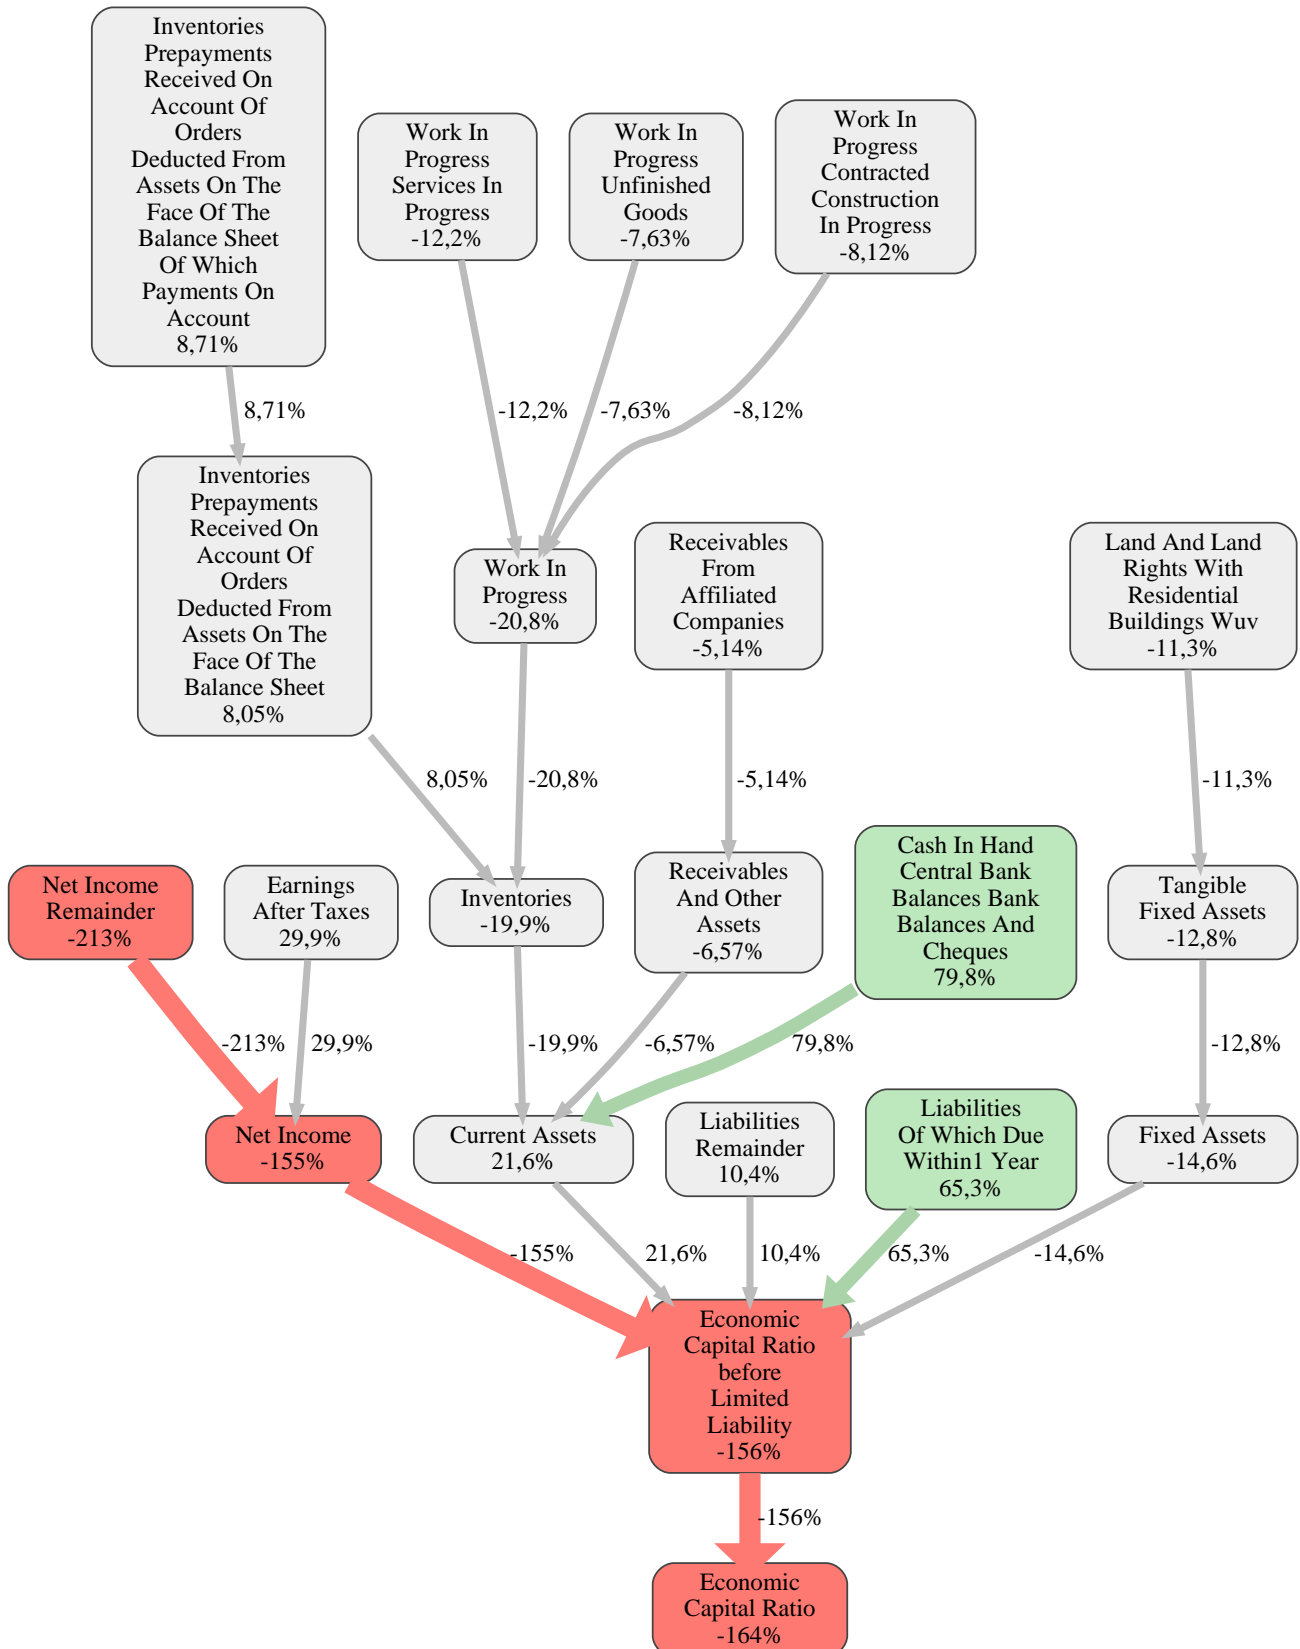 Inventories
Prepayments
Received On
Account Of
Orders
Deducted From
Assets On The
Face Of The
Balance Sheet
Of Which
Payments On
Account
8,71%
Work In
Progress
Services In
Progress
-12,2%
Work In
Progress
Unfinished
Goods
-7,63%
Work In
Progress
Contracted
Construction
In Progress
-8,12%
8,71%
-12,2%
-7,63%
-8,12%
Inventories
Prepayments
Received On
Account Of
Orders
Deducted From
Assets On The
Face Of The
Balance Sheet
8,05%
Work In
Progress
-20,8%
Receivables
From
Affiliated
Companies
-5,14%
Land And Land
Rights With
Residential
Buildings Wuv
-11,3%
8,05%
-20,8%
-5,14%
-11,3%
Net Income
Remainder
-213%
Earnings
After Taxes
29,9%
Inventories
-19,9%
Receivables
And Other
Assets
-6,57%
Cash In Hand
Central Bank
Balances Bank
Balances And
Cheques
79,8%
Tangible
Fixed Assets
-12,8%
-213%
29,9%
-19,9%
-6,57%
79,8%
-12,8%
Net Income
-155%
Current Assets
21,6%
Liabilities
Remainder
10,4%
Liabilities
Of Which Due
Within1 Year
65,3%
Fixed Assets
-14,6%
-155%
21,6%
10,4%
65,3%
-14,6%
Economic
Capital Ratio
before
Limited
Liability
-156%
-156%
Economic
Capital Ratio
-164%